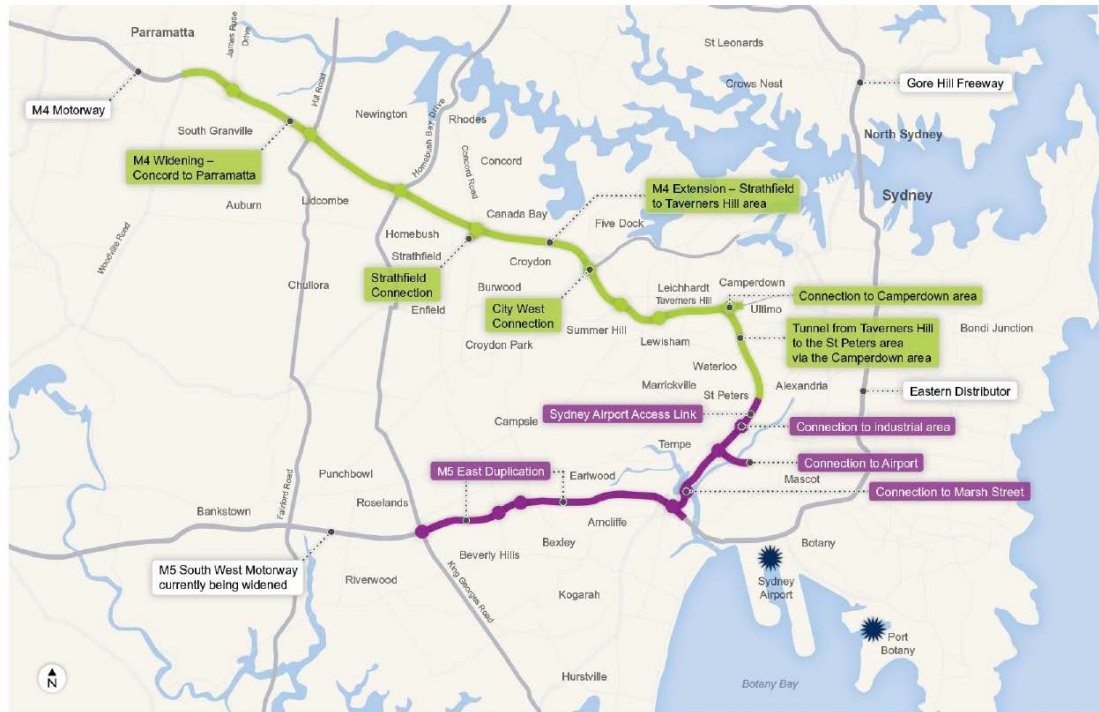 Parramatta
James Ruse
Drive
M4 Motorway
Hill Road
South Granville
M4 Widening –
Concord to Parramatta
Newington
Homebush Bay Drive
Rhodes
Concord Road
Concord
St Leonards
Crows Nest
Gore Hill Freeway
North Sydney
Sydney
Auburn
Lidcombe
Woodville Road
Homebush
Strathfield
Canada Bay
M4 Extension – Strathfield
to Taverners Hill area
Five Dock
Strathfield
Connection
Croydon
Burwood
City West
Connection
Chullora
Enfield
Croydon Park
Summer Hill
Leichhardt
Taverners Hill
Lewisham
Camperdown
Ultimo
Connection to Camperdown area
Tunnel from Taverners Hill
to the St Peters area
via the Camperdown area
Bondi Junction
Waterloo
Marrickville
St Peters
Alexandria
Eastern Distributor
Campsie
Sydney Airport Access Link
Connection to industrial area
Tempe
Connection to Airport
Mascot
Connection to Marsh Street
Punchbowl
M5 East Duplication
Earlwood
Fairford Road
Roselands
Bankstown
Arncliffe
Bexley
Beverly Hills
M5 South West Motorway
currently being widened
Riverwood
King Georges Road
Kogarah
Botany
Sydney
Airport
Port
Botany
Hurstville
Botany Bay
N